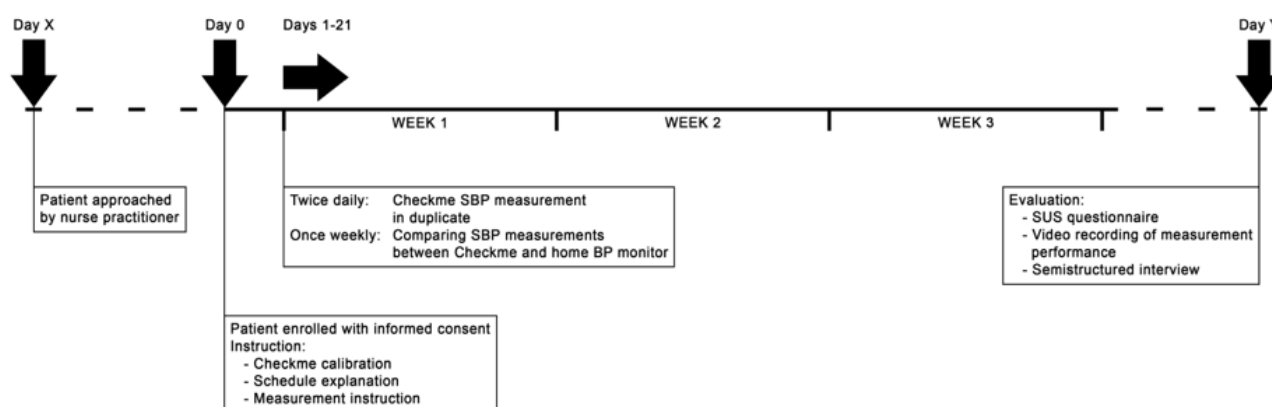 Day X
Day 0
Days 1-21
Day
WEEK 1
WEEK 2
WEEK 3
Patient approached
by nurse practitioner
Twice daily: Checkme SBP measurement
in duplicate
Once weekly: Comparing SBP measurements
between Checkme and home BP monitor
Evaluation:
- SUS questionnaire
- Video recording of measurement
performance
- Semistructured interview
Patient enrolled with informed consent
Instruction:
- Checkme calibration
- Schedule explanation
- Measurement instruction